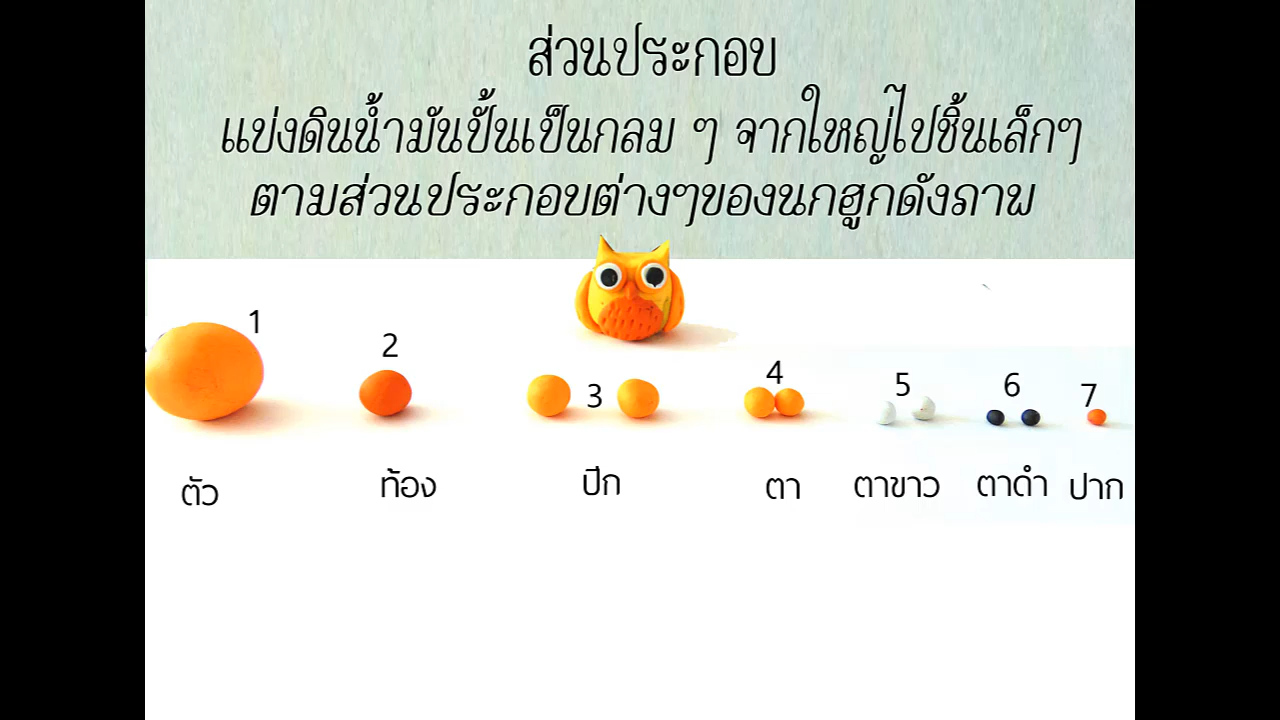 ส่วนประกอบ
แบ่งดินน้ำมันปั้นเป็นกลม ๆ จากใหญ่ไปชิ้นเล็กๆ
ตามส่วนประกอบต่างๆของนกฮูกดังภาพ
1 2 3 4 5 6 7
ตัว ท้อง ปีก ตา ตาขาว ตาดำ ปาก